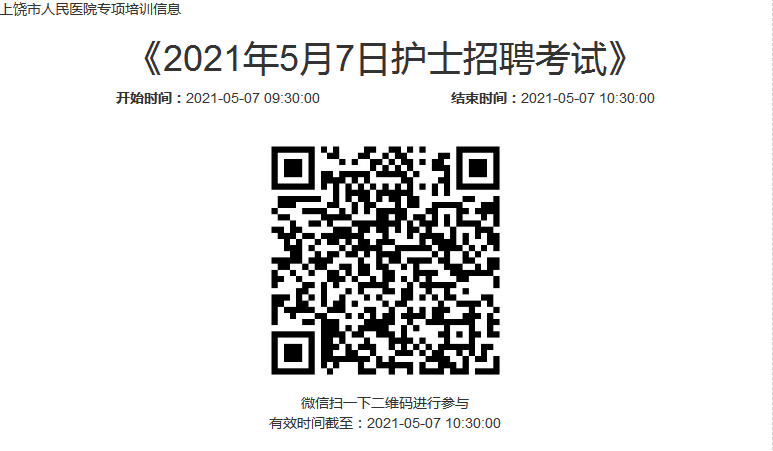 上饶市人民医院专项培训信息
《2021年5月7日护士招聘考试》
开始时间：2021-05-07 09:30:00 结束时间：2021-05-07 10:30:00
微信扫一下二维码进行参与
有效时间截至：2021-05-07 10:30:00